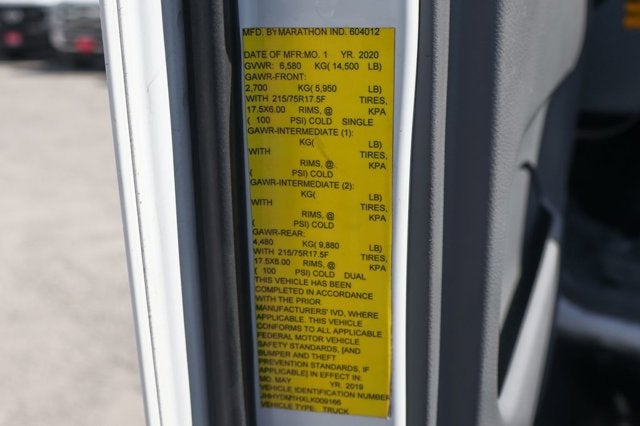 MFD. BY MARATHON IND. 604012
DATE OF MFR:MO. 1 YR. 2020
GVWR: 6,580 KG( 14,500 LB)
GAWR-FRONT:
2,700 KG( 5,950 LB)
WITH 215/75R17.5F TIRES,
17.5X6.00 RIMS, @ KPA
( 100 PSI) COLD SINGLE
GAWR-INTERMEDIATE (1):
KG( LB)
WITH TIRES,
RIMS, @ KPA
( PSI) COLD
GAWR-INTERMEDIATE (2):
KG( LB)
WITH TIRES,
RIMS, @ KPA
( PSI) COLD
GAWR-REAR:
4,480 KG( 9,880 LB)
WITH 215/75R17.5F TIRES,
17.5X6.00 RIMS, @ KPA
( 100 PSI) COLD DUAL
THIS VEHICLE HAS BEEN
COMPLETED IN ACCORDANCE
WITH THE PRIOR
MANUFACTURERS' IVD, WHERE
APPLICABLE. THIS VEHICLE
CONFORMS TO ALL APPLICABLE
FEDERAL MOTOR VEHICLE
SAFETY STANDARDS, [AND
BUMPER AND THEFT
PREVENTION STANDARDS, IF
APPLICABLE] IN EFFECT IN:
MO. MAY YR. 2019
VEHICLE IDENTIFICATION NUMBER
JHHYDM1HXLK009166
VEHICLE TYPE: TRUCK